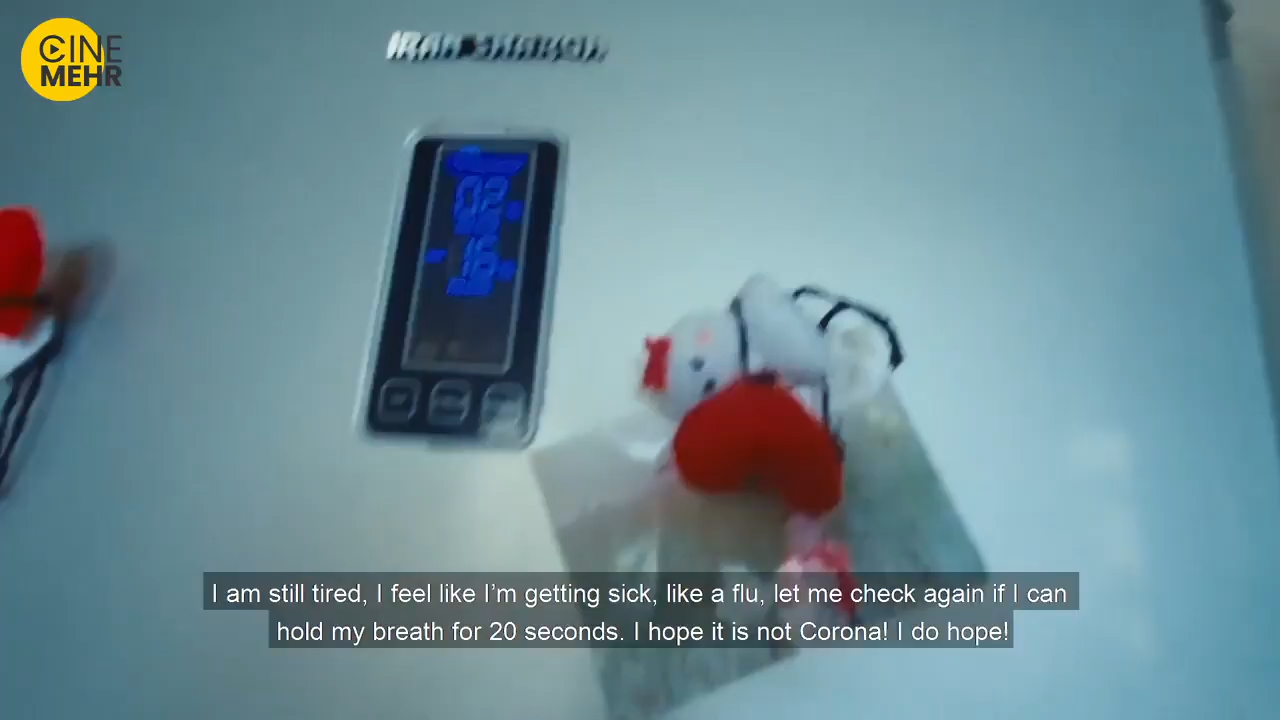 CINE
MEHR
I am still tired, I feel like I'm getting sick, like a flu, let me check again if I can
hold my breath for 20 seconds. I hope it is not Corona! I do hope!